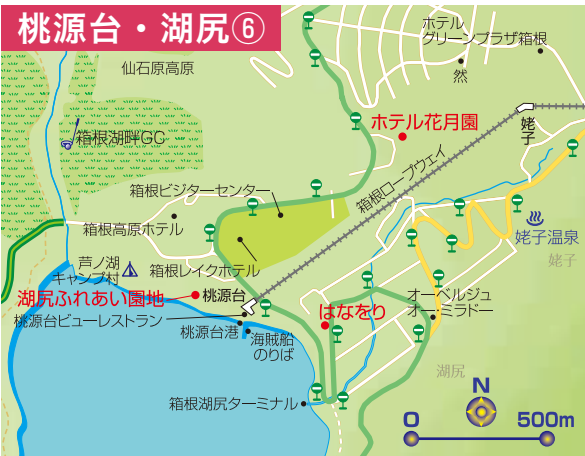 桃源台・湖尻⑥
ホテル
グリーンプラザ箱根
然
仙石原高原
ホテル花月園
姥子
箱根湖畔GC
箱根ロープウェイ
箱根ビジターセンター
箱根高原ホテル
姥子温泉
姥子
芦ノ湖
キャンプ村
箱根レイクホテル
湖尻ふれあい園地
桃源台
オーベルジュ
オー・ミラドー
桃源台ビューレストラン
はなをり
桃源台港
海賊船
のりば
湖尻
箱根湖尻ターミナル
N
0
500m